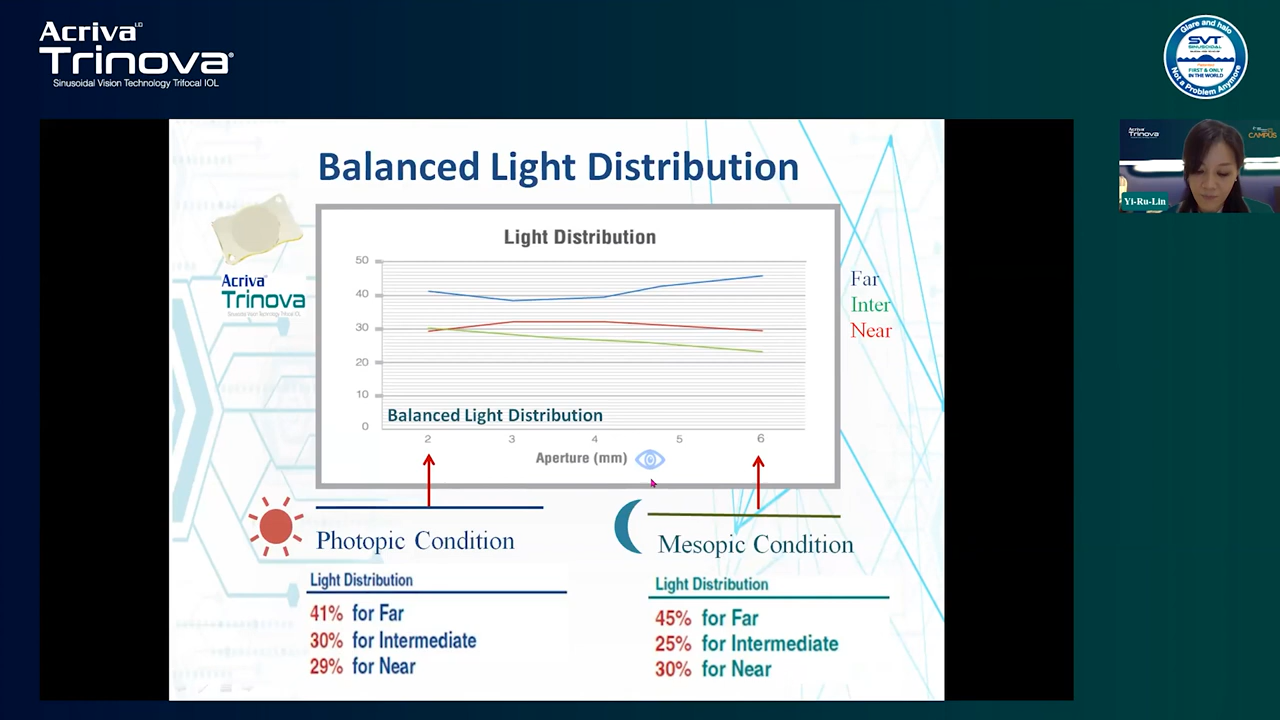 Acriva UD
Trinova®
Sinusoidal Vision Technology Trifocal IOL
Glare and halo
SVT
SINUSOIDAL
FIRST & ONLY
IN THE WORLD
Not a Problem Anymore
Acriva
Trinova
CAMPUS
Yi-Ru-Lin
Balanced Light Distribution
Acriva UD
Trinova
Sinusoidal Vision Technology Trifocal IOL
Light Distribution
50
40
30
20
10
0
Balanced Light Distribution
2 3 4 5 6
Aperture (mm)
Far
Inter
Near
Photopic Condition
Light Distribution
41% for Far
30% for Intermediate
29% for Near
Mesopic Condition
Light Distribution
45% for Far
25% for Intermediate
30% for Near